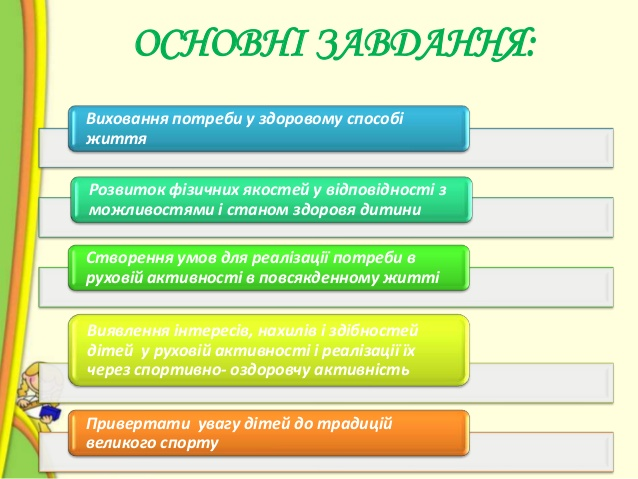 ОСНОВНІ ЗАВДАННЯ:
Виховання потреби у здоровому способі
життя
Розвиток фізичних якостей у відповідності з
можливостями і станом здоровя дитини
Створення умов для реалізації потреби в
руховій активності в повсякденному житті
Виявлення інтересів, нахилів і здібностей
дітей у руховій активності і реалізації їх
через спортивно- оздоровчу активність
Привертати увагу дітей до традицій
великого спорту